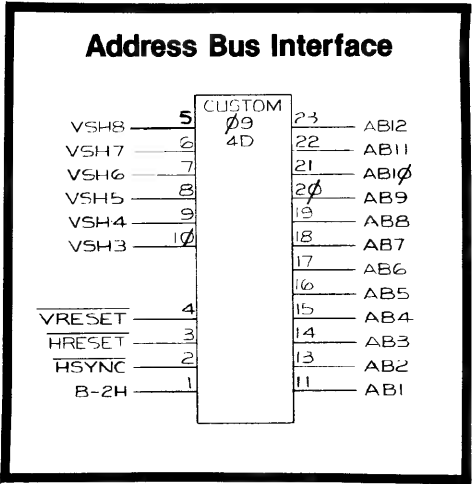 Address Bus Interface
CUSTOM
Ø9
4D
VSH8 5
VSH7 6
VSH6 7
VSH5 8
VSH4 9
VSH3 1Ø
VRESET 4
HRESET 3
HSYNC 2
B-2H 1
23 AB12
22 AB11
21 AB1Ø
2Ø AB9
19 AB8
18 AB7
17 AB6
16 AB5
15 AB4
14 AB3
13 AB2
11 AB1